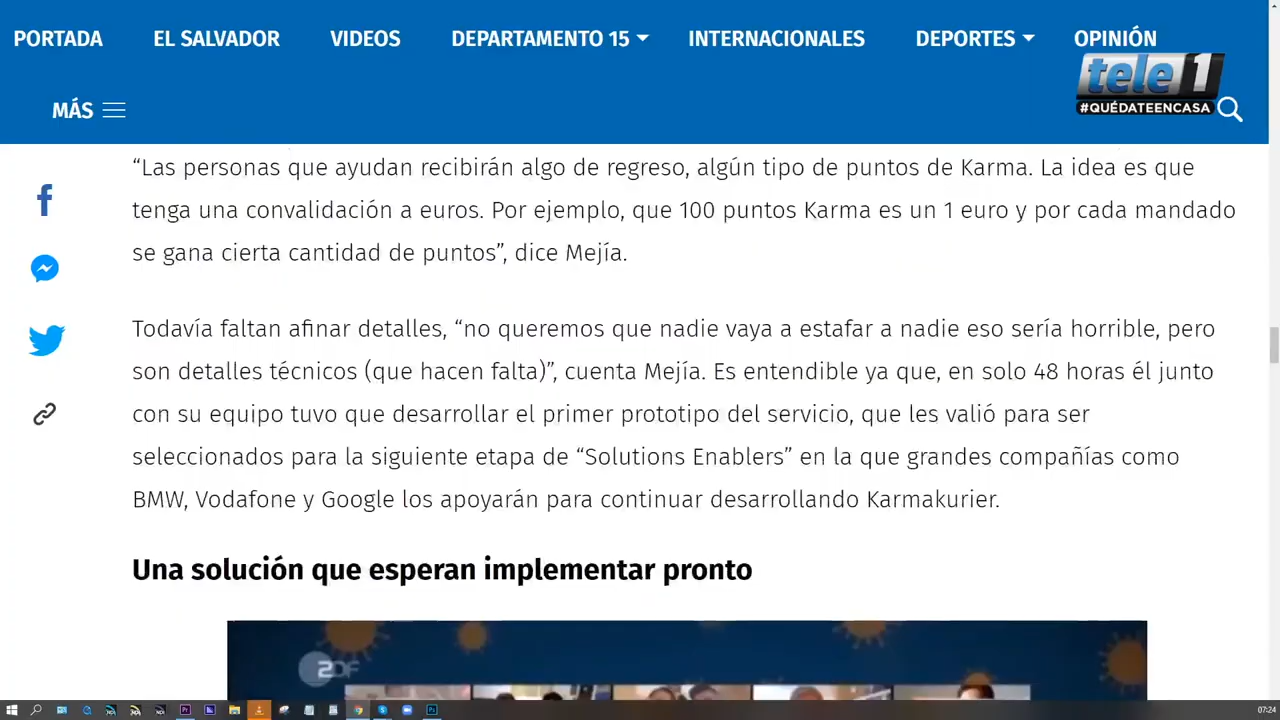 PORTADA
EL SALVADOR
VIDEOS
DEPARTAMENTO 15
INTERNACIONALES
DEPORTES
OPINIÓN
tele 1
#QUÉDATEENCASA
MÁS
“Las personas que ayudan recibirán algo de regreso, algún tipo de puntos de Karma. La idea es que
tenga una convalidación a euros. Por ejemplo, que 100 puntos Karma es un 1 euro y por cada mandado
se gana cierta cantidad de puntos”, dice Mejía.
Todavía faltan afinar detalles, “no queremos que nadie vaya a estafar a nadie eso sería horrible, pero
son detalles técnicos (que hacen falta)”, cuenta Mejía. Es entendible ya que, en solo 48 horas él junto
con su equipo tuvo que desarrollar el primer prototipo del servicio, que les valió para ser
seleccionados para la siguiente etapa de “Solutions Enablers” en la que grandes compañías como
BMW, Vodafone y Google los apoyarán para continuar desarrollando Karmakurier.
Una solución que esperan implementar pronto
ZDF
07:24